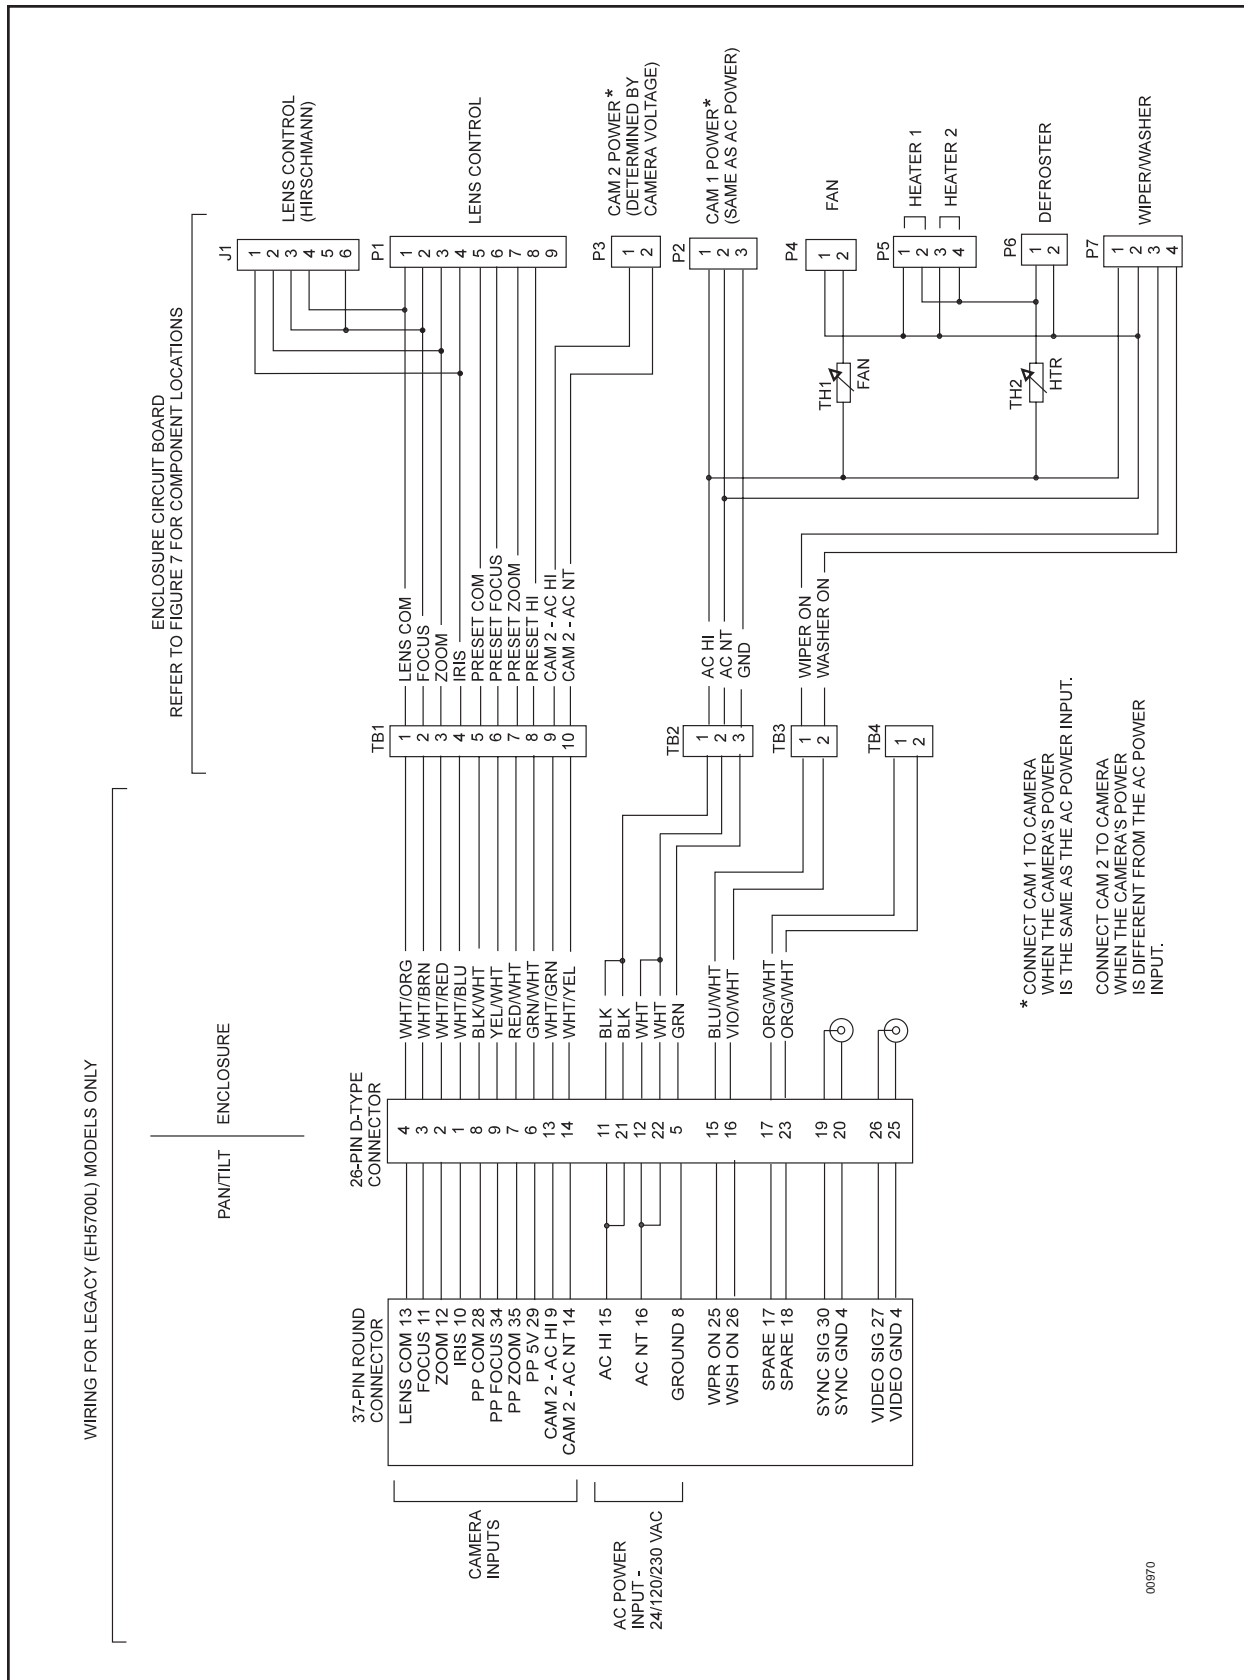 WIRING FOR LEGACY (EH5700L) MODELS ONLY
PAN/TILT
ENCLOSURE
ENCLOSURE CIRCUIT BOARD
REFER TO FIGURE 7 FOR COMPONENT LOCATIONS
CAMERA
INPUTS
AC POWER
INPUT -
24/120/230 VAC
37-PIN ROUND
CONNECTOR
LENS COM 13
FOCUS 11
ZOOM 12
IRIS 10
PP COM 28
PP FOCUS 34
PP ZOOM 35
PP 5V 29
CAM 2 - AC HI 9
CAM 2 - AC NT 14
AC HI 15
AC NT 16
GROUND 8
WPR ON 25
WSH ON 26
SPARE 17
SPARE 18
SYNC SIG 30
SYNC GND 4
VIDEO SIG 27
VIDEO GND 4
26-PIN D-TYPE
CONNECTOR
4
3
2
1
8
9
7
6
13
14
11
21
12
22
5
15
16
17
23
19
20
26
25
WHT/ORG
WHT/BRN
WHT/RED
WHT/BLU
BLK/WHT
YEL/WHT
RED/WHT
GRN/WHT
WHT/GRN
WHT/YEL
BLK
BLK
WHT
WHT
GRN
BLU/WHT
VIO/WHT
ORG/WHT
ORG/WHT
TB1
1
2
3
4
5
6
7
8
9
10
TB2
1
2
3
TB3
1
2
TB4
1
2
LENS COM
FOCUS
ZOOM
IRIS
PRESET COM
PRESET FOCUS
PRESET ZOOM
PRESET HI
CAM 2 - AC HI
CAM 2 - AC NT
AC HI
AC NT
GND
WIPER ON
WASHER ON
TH1
FAN
TH2
HTR
J1
1
2
3
4
5
6
LENS CONTROL
(HIRSCHMANN)
P1
1
2
3
4
5
6
7
8
9
LENS CONTROL
P3
1
2
CAM 2 POWER*
(DETERMINED BY
CAMERA VOLTAGE)
P2
1
2
3
CAM 1 POWER*
(SAME AS AC POWER)
P4
1
2
FAN
P5
1
2
3
4
HEATER 1
HEATER 2
P6
1
2
DEFROSTER
P7
1
2
3
4
WIPER/WASHER
* CONNECT CAM 1 TO CAMERA
WHEN THE CAMERA'S POWER
IS THE SAME AS THE AC POWER INPUT.
CONNECT CAM 2 TO CAMERA
WHEN THE CAMERA'S POWER
IS DIFFERENT FROM THE AC POWER
INPUT.
00970